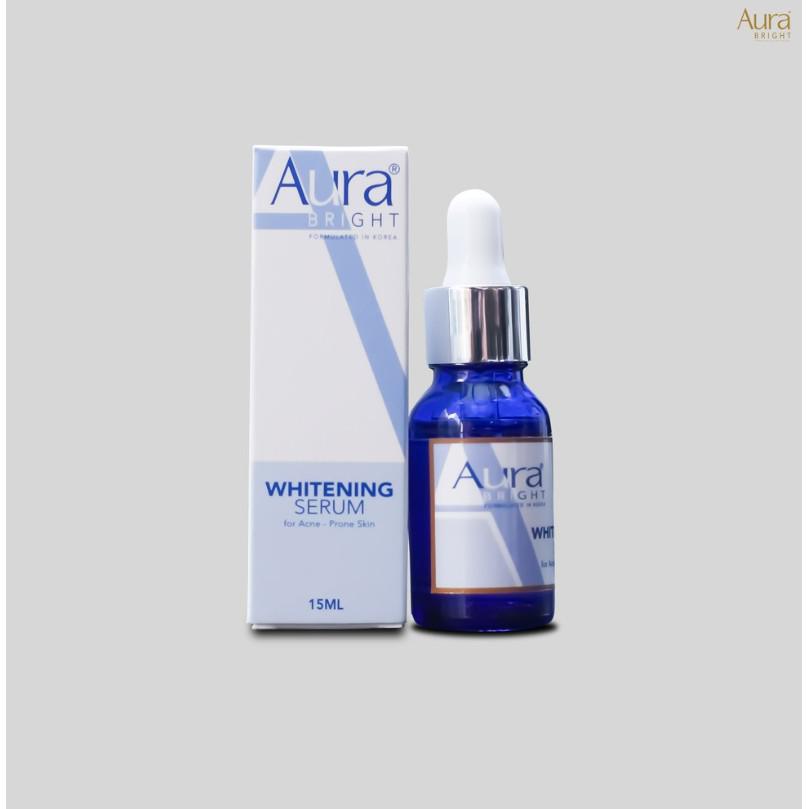 Aura
BRIGHT
Aura®
BRIGHT
FORMULATED IN KOREA
WHITENING
SERUM
for Acne - Prone Skin
15ML
Aura
BRIGHT
FORMULATED IN KOREA
WHIT